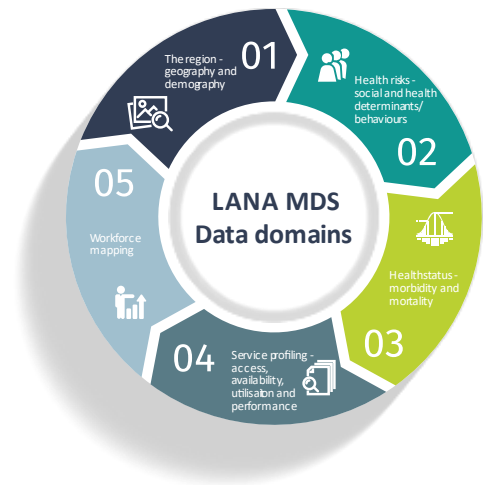 01
The region -
geography and
demography
Health risks -
social and health
determinants/
behaviours
02
Healthstatus -
morbidity and
mortality
03
04
Service profiling -
access,
availability,
utilisaton and
performance
05
Workforce
mapping
LANA MDS
Data domains